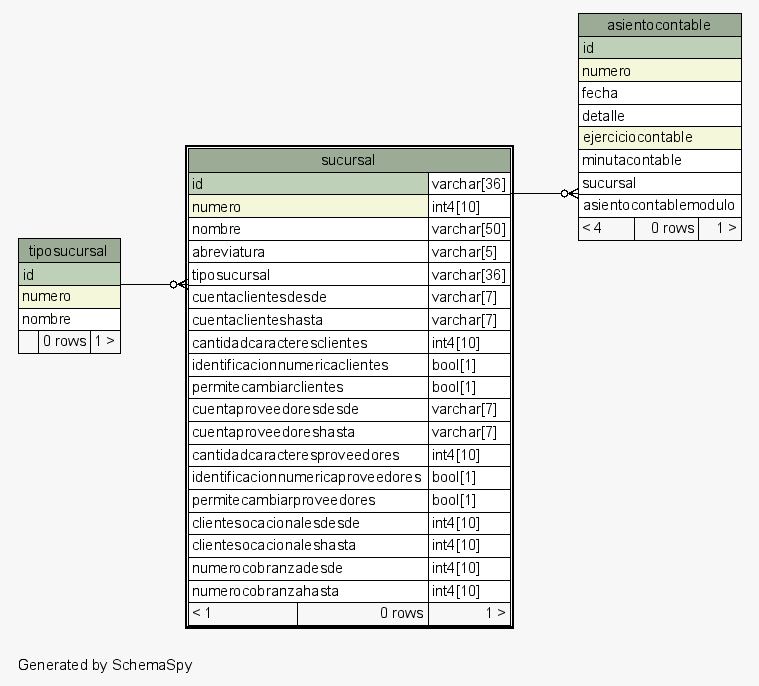 asientocontable
id
numero
fecha
detalle
ejerciciocontable
minutacontable
sucursal
asientocontablemodulo
< 4 0 rows 1 >
sucursal
id varchar[36]
numero int4[10]
nombre varchar[50]
abreviatura varchar[5]
tiposucursal varchar[36]
cuentaclientesdesde varchar[7]
cuentaclienteshasta varchar[7]
cantidadcaracteresclientes int4[10]
identificacionnumericaclientes bool[1]
permitecambiarclientes bool[1]
cuentaproveedoresdesde varchar[7]
cuentaproveedoreshasta varchar[7]
cantidadcaracteresproveedores int4[10]
identificacionnumericaproveedores bool[1]
permitecambiarproveedores bool[1]
clientesocacionalesdesde int4[10]
clientesocacionaleshasta int4[10]
numerocobranzadesde int4[10]
numerocobranzahasta int4[10]
< 1 0 rows 1 >
tiposucursal
id
numero
nombre
0 rows 1 >
Generated by SchemaSpy